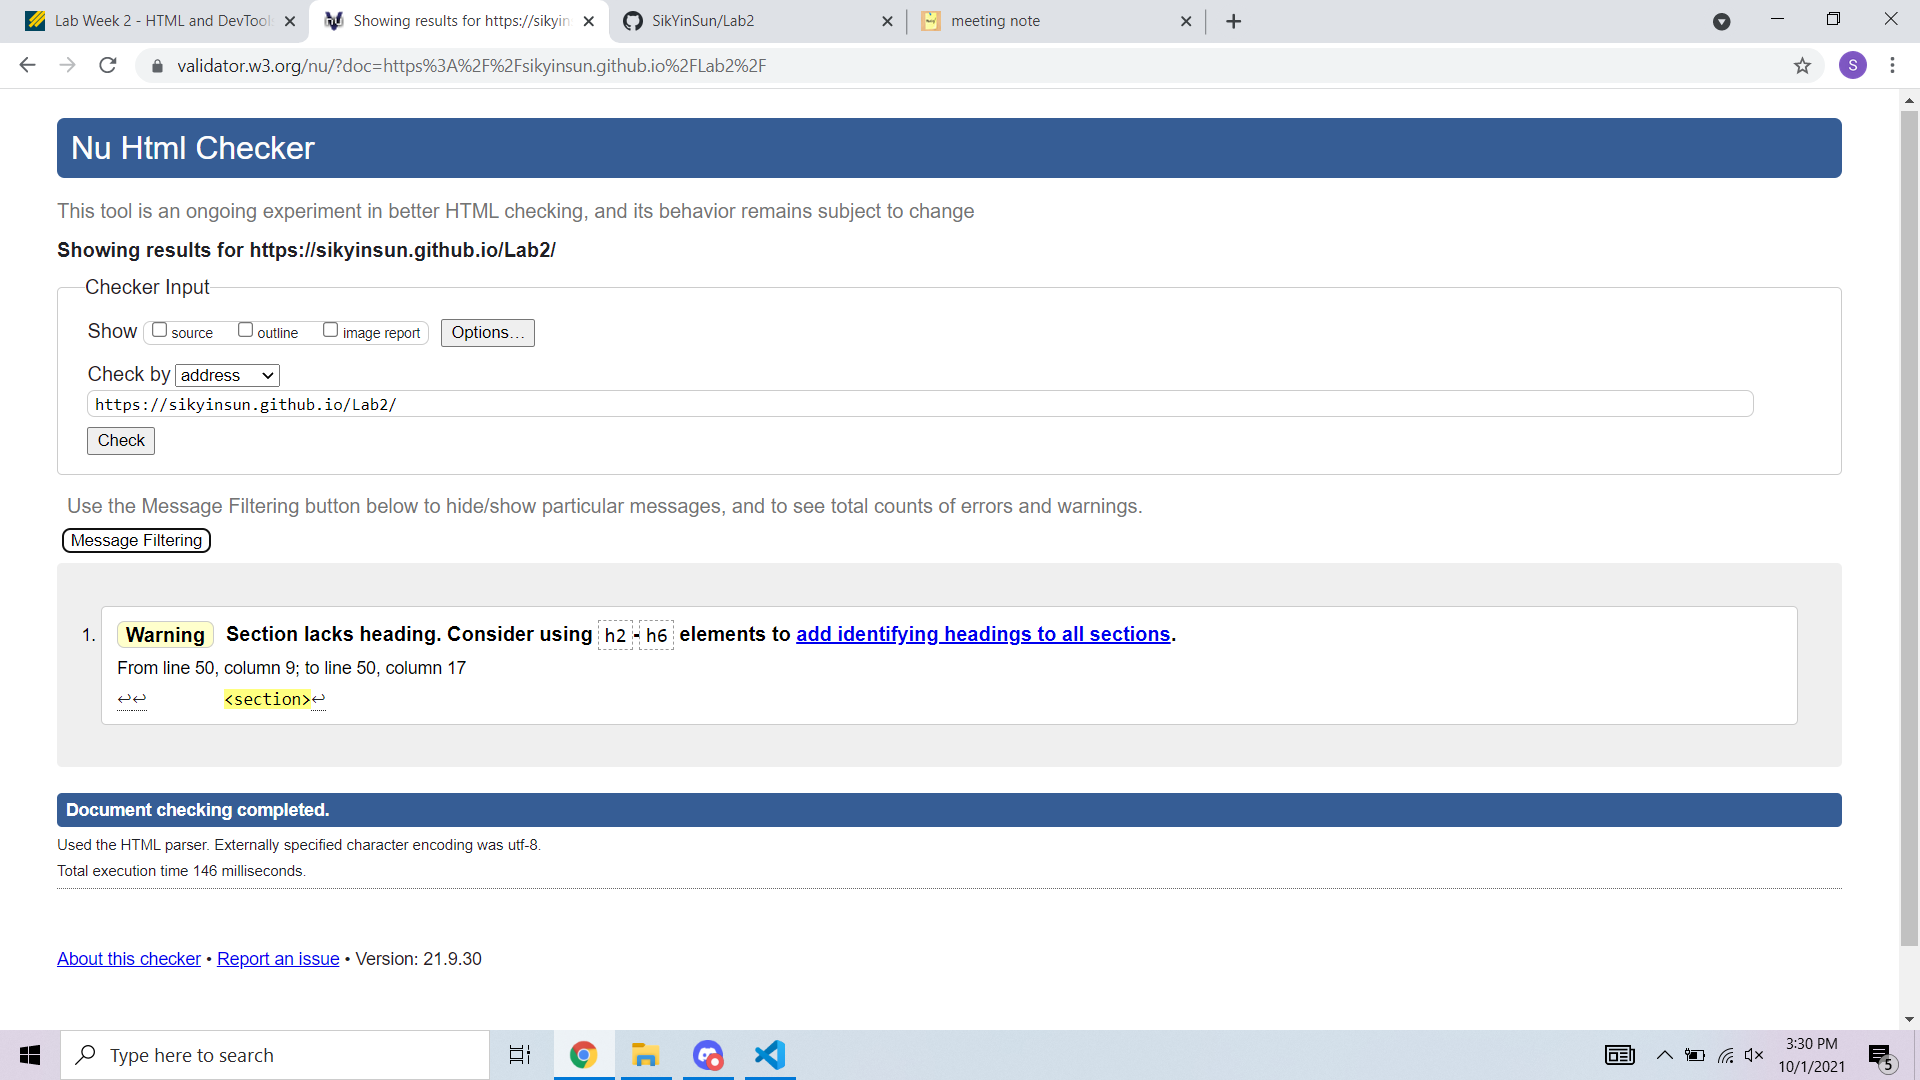 Lab Week 2 - HTML and DevTool
Showing results for https://sikyin
SikYinSun/Lab2
meeting note
validator.w3.org/nu/?doc=https%3A%2F%2Fsikyinsun.github.io%2FLab2%2F
S
Nu Html Checker
This tool is an ongoing experiment in better HTML checking, and its behavior remains subject to change
Showing results for https://sikyinsun.github.io/Lab2/
Checker Input
Show source outline image report Options...
Check by address
https://sikyinsun.github.io/Lab2/
Check
Use the Message Filtering button below to hide/show particular messages, and to see total counts of errors and warnings.
Message Filtering
1. Warning Section lacks heading. Consider using h2-h6 elements to add identifying headings to all sections.
From line 50, column 9; to line 50, column 17
↩↩ <section>↩
Document checking completed.
Used the HTML parser. Externally specified character encoding was utf-8.
Total execution time 146 milliseconds.
About this checker • Report an issue • Version: 21.9.30
Type here to search
3:30 PM
10/1/2021
5